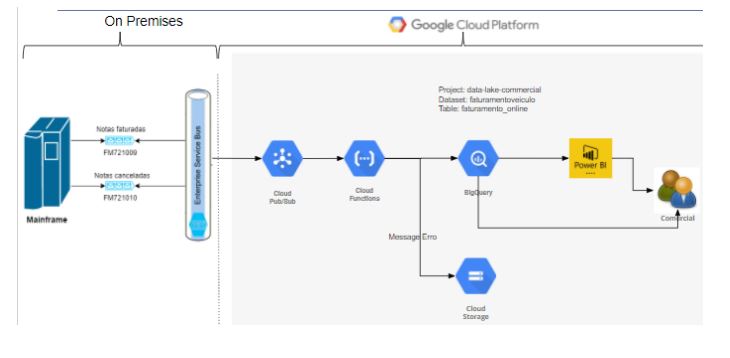 On Premises
Google Cloud Platform
Project: data-lake-commercial
Dataset: faturamentoveiculo
Table: faturamento_online
Notas faturadas
FM721009
Notas canceladas
FM721010
Mainframe
Enterprise Service Bus
Cloud
Pub/Sub
Cloud
Functions
BigQuery
Power BI
Comercial
Message Erro
Cloud
Storage